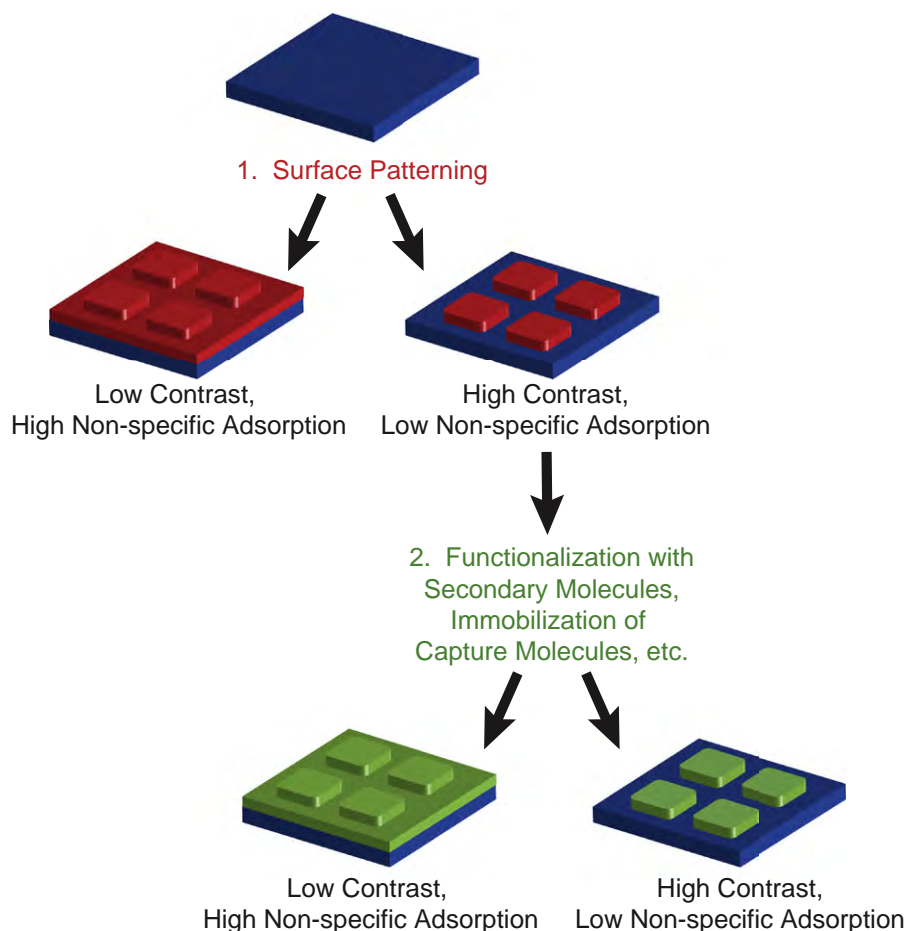 1. Surface Patterning
Low Contrast,
High Non-specific Adsorption
High Contrast,
Low Non-specific Adsorption
2. Functionalization with
Secondary Molecules,
Immobilization of
Capture Molecules, etc.
Low Contrast,
High Non-specific Adsorption
High Contrast,
Low Non-specific Adsorption